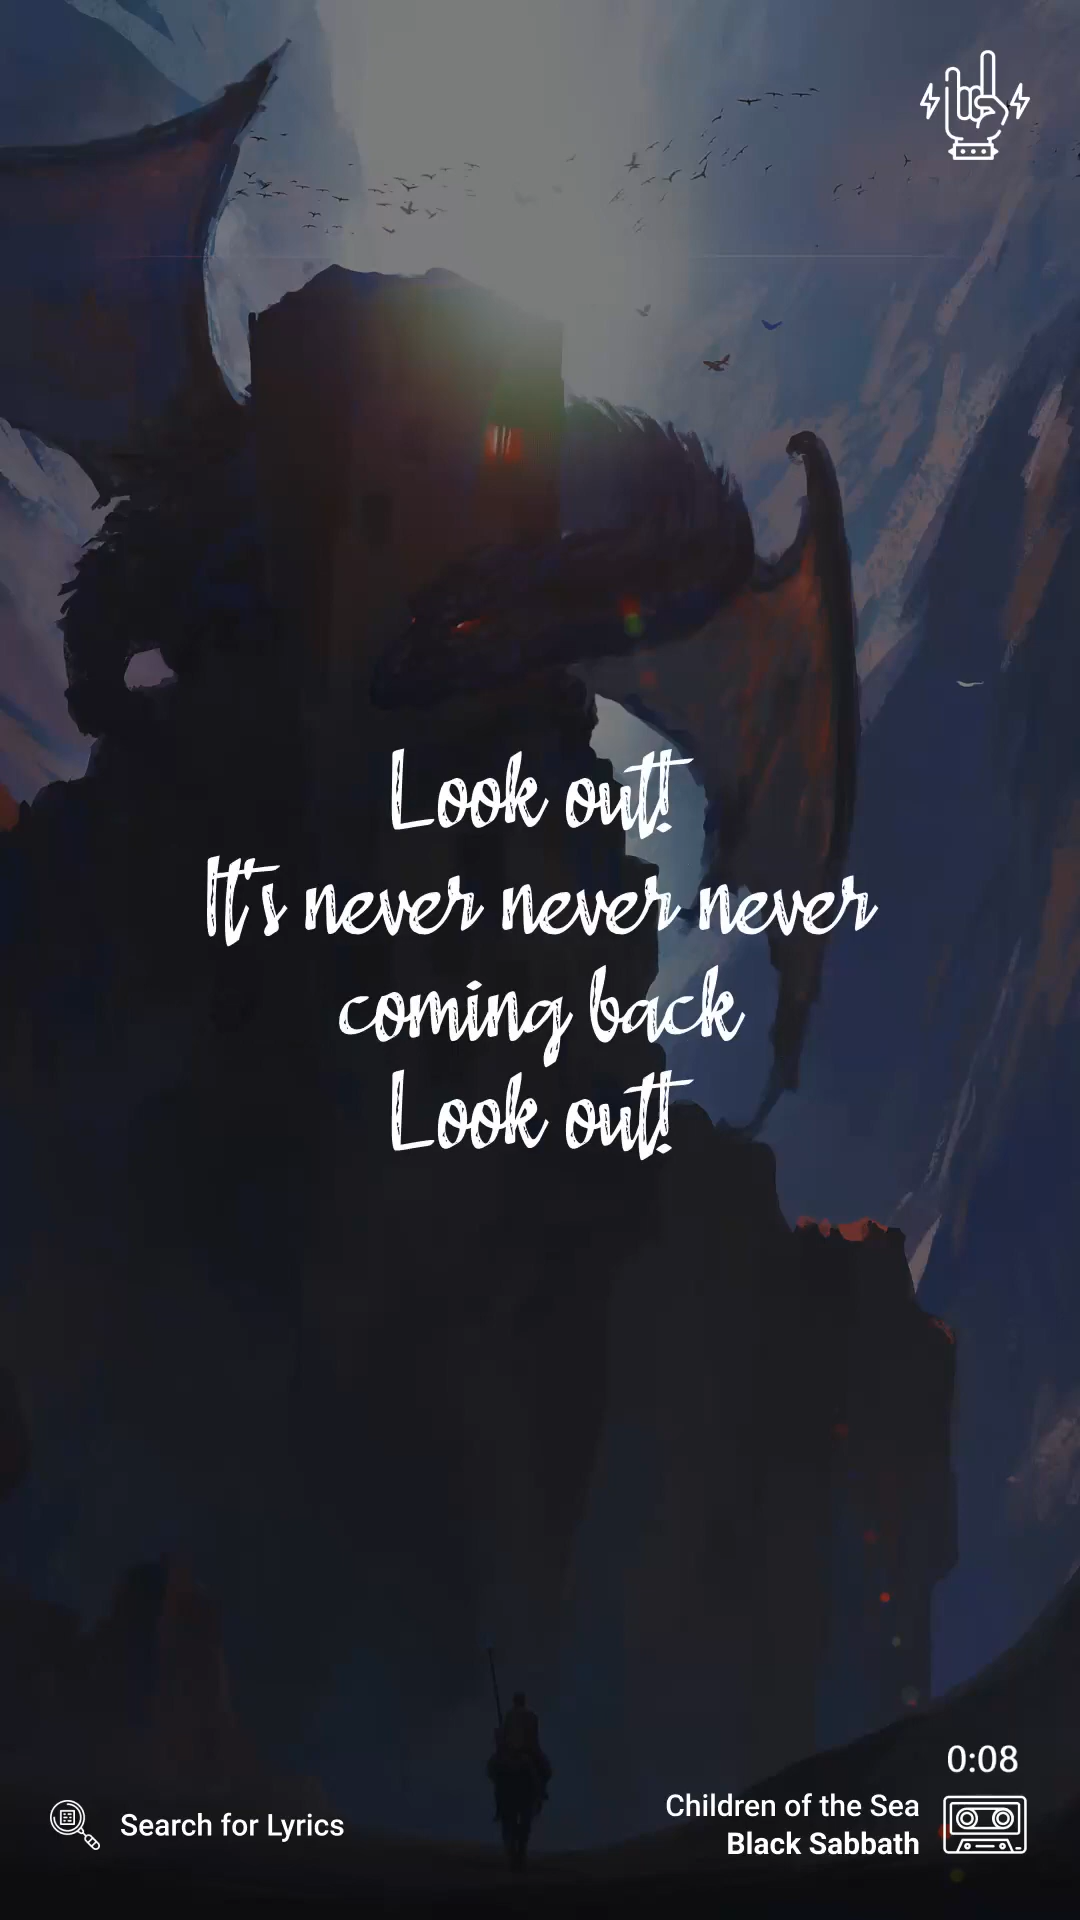 Look out!
It's never never never
coming back
Look out!
0:08
Search for Lyrics
Children of the Sea
Black Sabbath